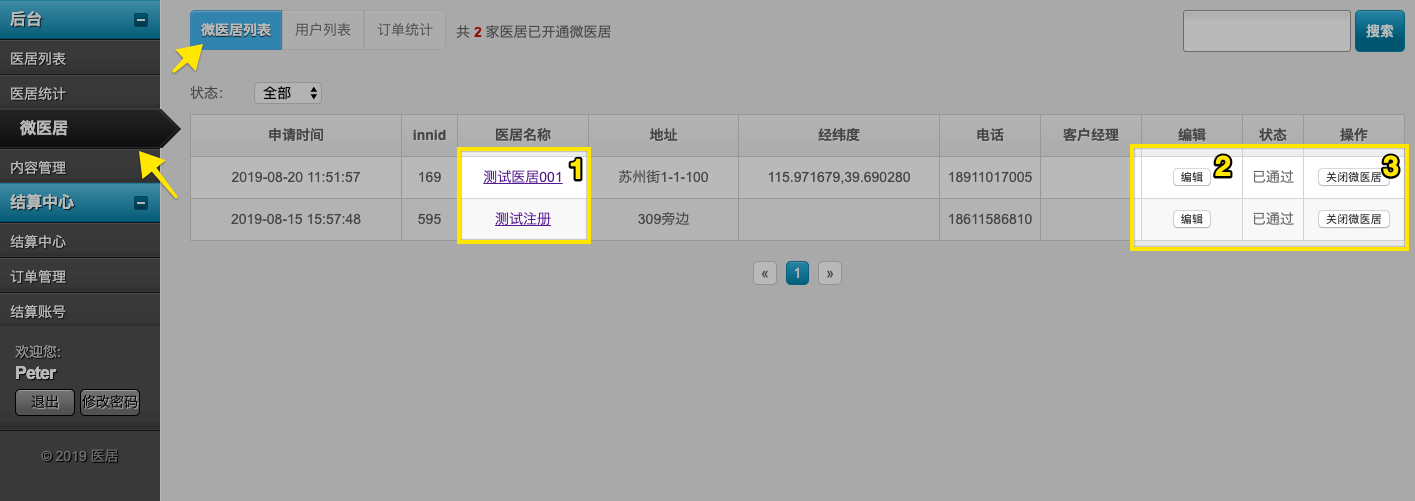 后台
医居列表
医居统计
微医居
内容管理
结算中心
结算中心
订单管理
结算账号
欢迎您:
Peter
退出 修改密码
© 2019 医居
微医居列表 用户列表 订单统计 共 2 家医居已开通微医居 搜索
状态: 全部
申请时间 innid 医居名称 地址 经纬度 电话 客户经理 编辑 状态 操作
2019-08-20 11:51:57 169 测试医居001 1 苏州街1-1-100 115.971679,39.690280 18911017005 编辑 2 已通过 关闭微医居 3
2019-08-15 15:57:48 595 测试注册 309旁边 18611586810 编辑 已通过 关闭微医居
« 1 »